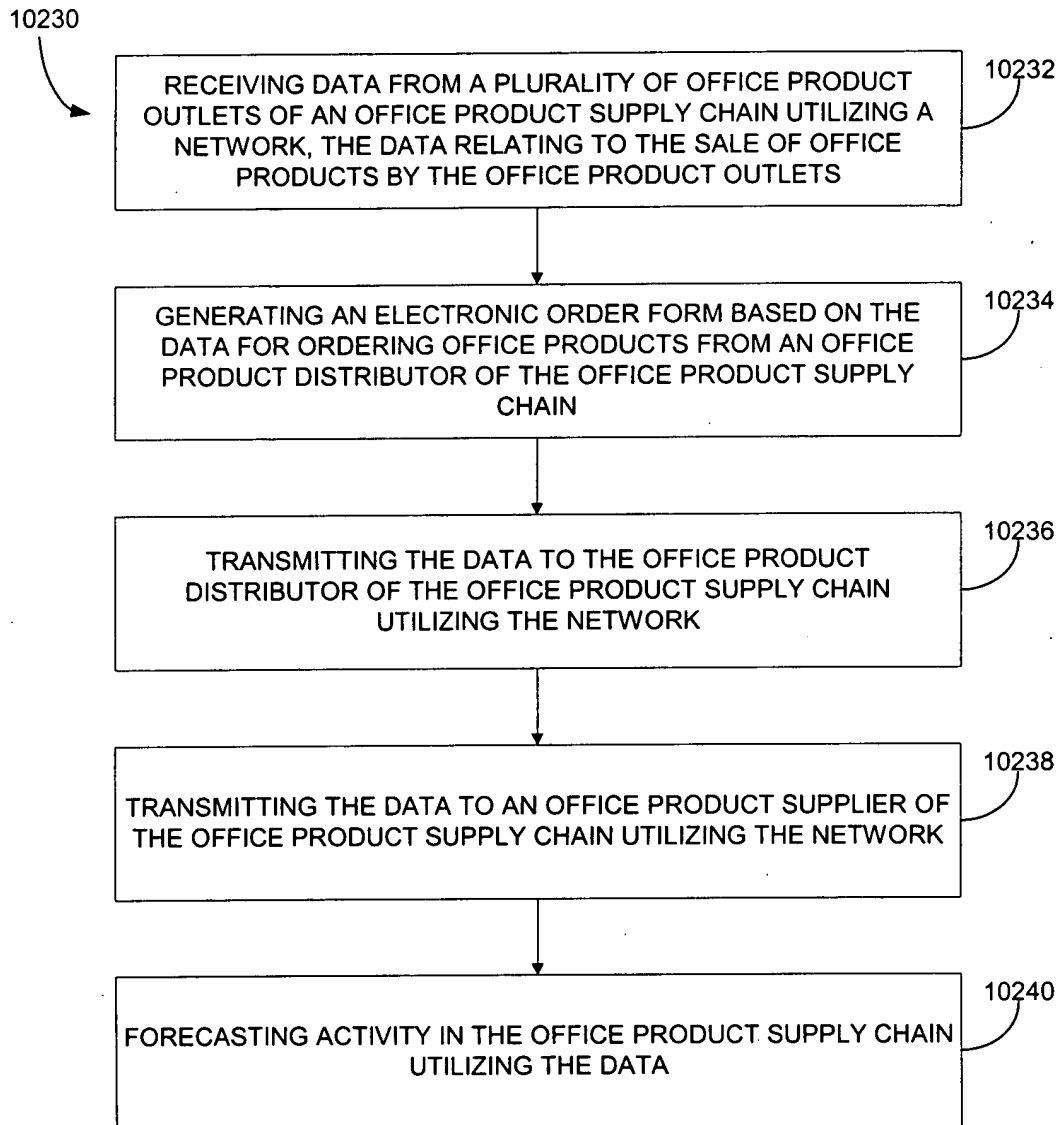 10230
RECEIVING DATA FROM A PLURALITY OF OFFICE PRODUCT
OUTLETS OF AN OFFICE PRODUCT SUPPLY CHAIN UTILIZING A
NETWORK, THE DATA RELATING TO THE SALE OF OFFICE
PRODUCTS BY THE OFFICE PRODUCT OUTLETS
10232
GENERATING AN ELECTRONIC ORDER FORM BASED ON THE
DATA FOR ORDERING OFFICE PRODUCTS FROM AN OFFICE
PRODUCT DISTRIBUTOR OF THE OFFICE PRODUCT SUPPLY
CHAIN
10234
TRANSMITTING THE DATA TO THE OFFICE PRODUCT
DISTRIBUTOR OF THE OFFICE PRODUCT SUPPLY CHAIN
UTILIZING THE NETWORK
10236
TRANSMITTING THE DATA TO AN OFFICE PRODUCT SUPPLIER OF
THE OFFICE PRODUCT SUPPLY CHAIN UTILIZING THE NETWORK
10238
FORECASTING ACTIVITY IN THE OFFICE PRODUCT SUPPLY CHAIN
UTILIZING THE DATA
10240